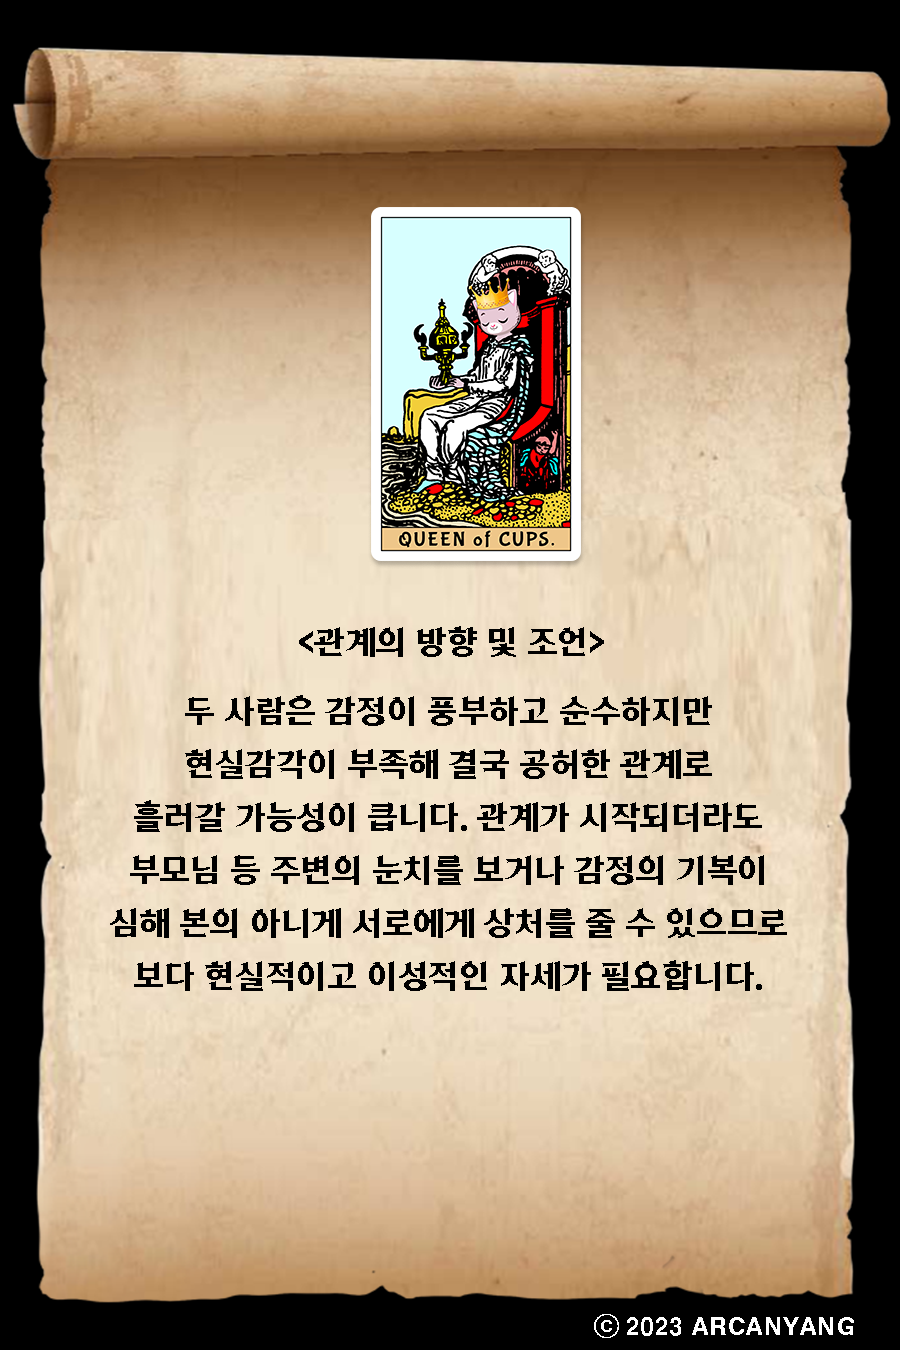 QUEEN of CUPS.
<관계의 방향 및 조언>
두 사람은 감정이 풍부하고 순수하지만
현실감각이 부족해 결국 공허한 관계로
흘러갈 가능성이 큽니다. 관계가 시작되더라도
부모님 등 주변의 눈치를 보거나 감정의 기복이
심해 본의 아니게 서로에게 상처를 줄 수 있으므로
보다 현실적이고 이성적인 자세가 필요합니다.
ⓒ 2023 ARCANYANG